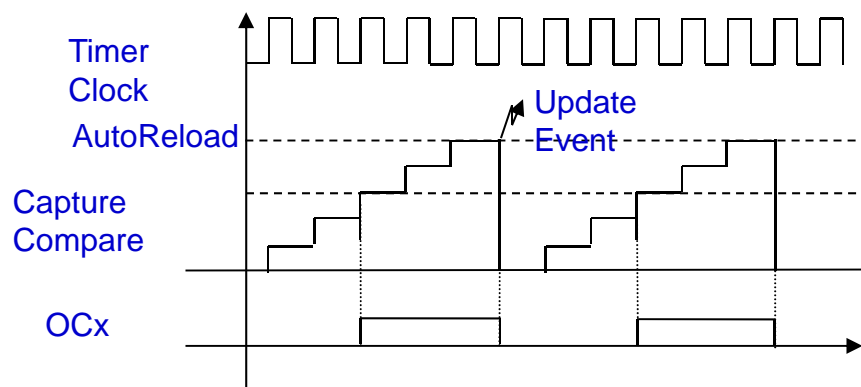 Timer
Clock
AutoReload
Update
Event
Capture
Compare
OCx